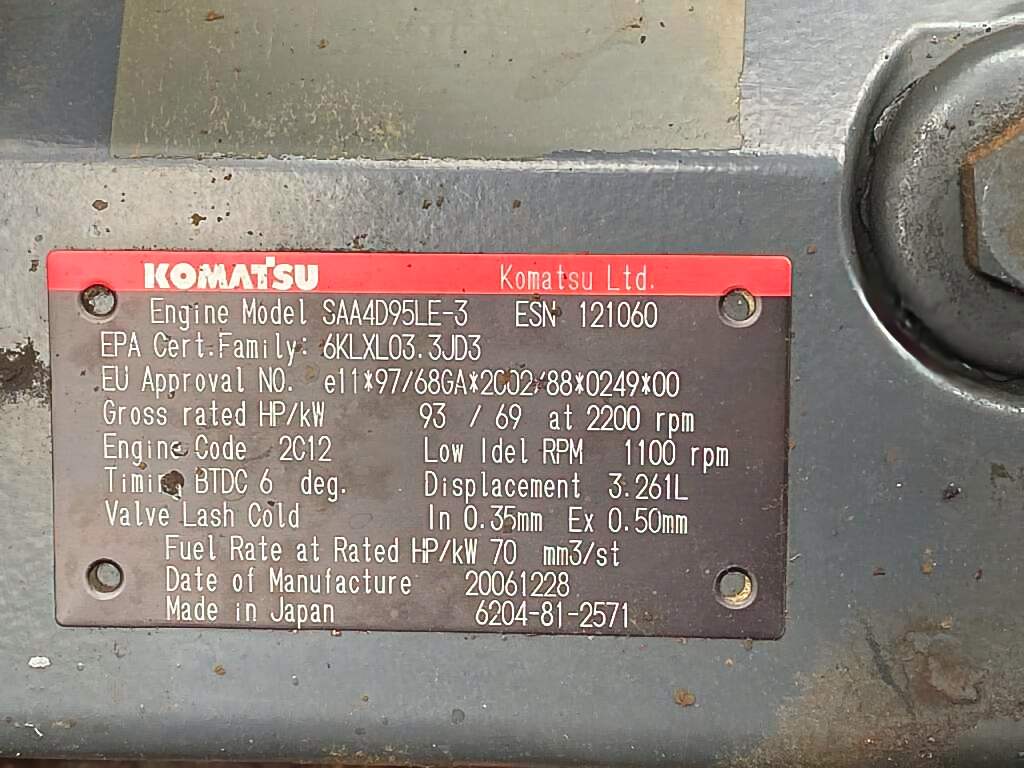 KOMATSU Komatsu Ltd.
Engine Model SAA4D95LE-3 ESN 121060
EPA Cert.Family: 6KLXL03.3JD3
EU Approval NO. e11*97/68GA*2002/88*0249*00
Gross rated HP/kW 93 / 69 at 2200 rpm
Engine Code 2C12 Low Idel RPM 1100 rpm
Timing BTDC 6 deg. Displacement 3.261L
Valve Lash Cold In 0.35mm Ex 0.50mm
Fuel Rate at Rated HP/kW 70 mm3/st
Date of Manufacture 20061228
Made in Japan 6204-81-2571